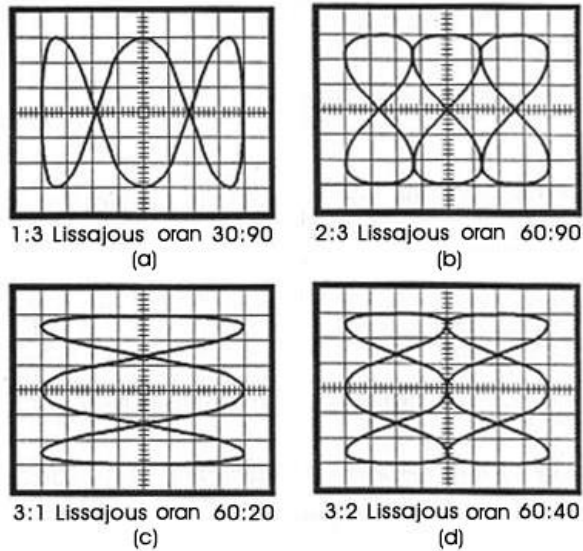 1:3 Lissajous oran 30:90
(a)
2:3 Lissajous oran 60:90
(b)
3:1 Lissajous oran 60:20
(c)
3:2 Lissajous oran 60:40
(d)